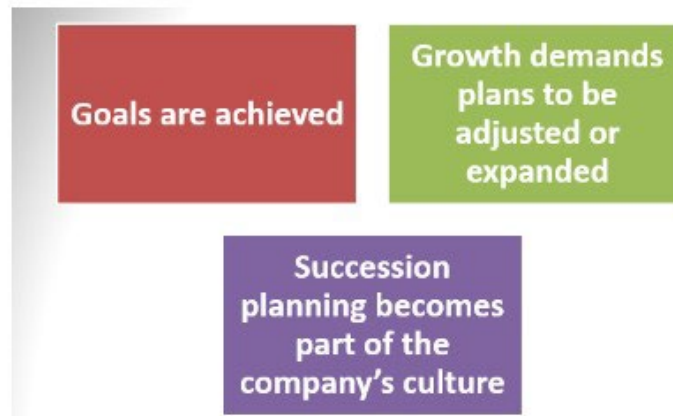 Goals are achieved
Growth demands
plans to be
adjusted or
expanded
Succession
planning becomes
part of the
company’s culture